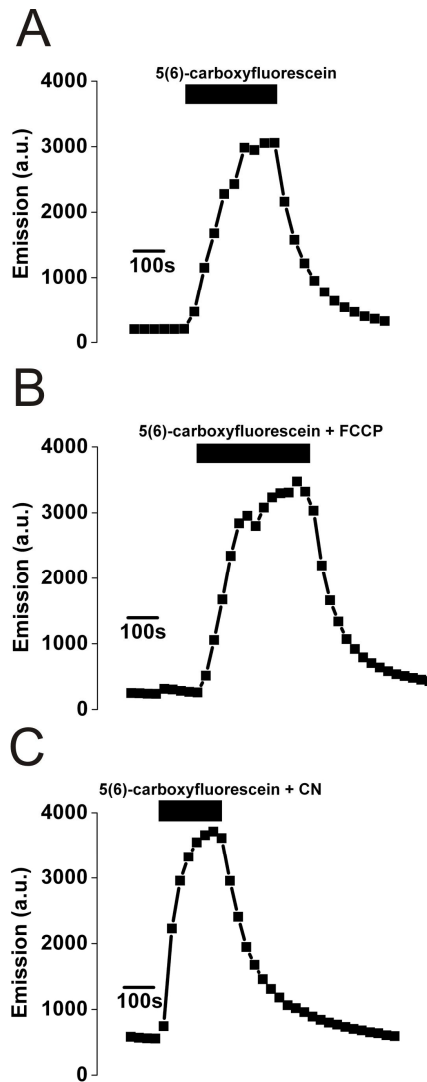 A
5(6)-carboxyfluorescein
4000
3000
2000
1000
0
Emission (a.u.)
100s
B
5(6)-carboxyfluorescein + FCCP
4000
3000
2000
1000
0
Emission (a.u.)
100s
C
5(6)-carboxyfluorescein + CN
4000
3000
2000
1000
0
Emission (a.u.)
100s